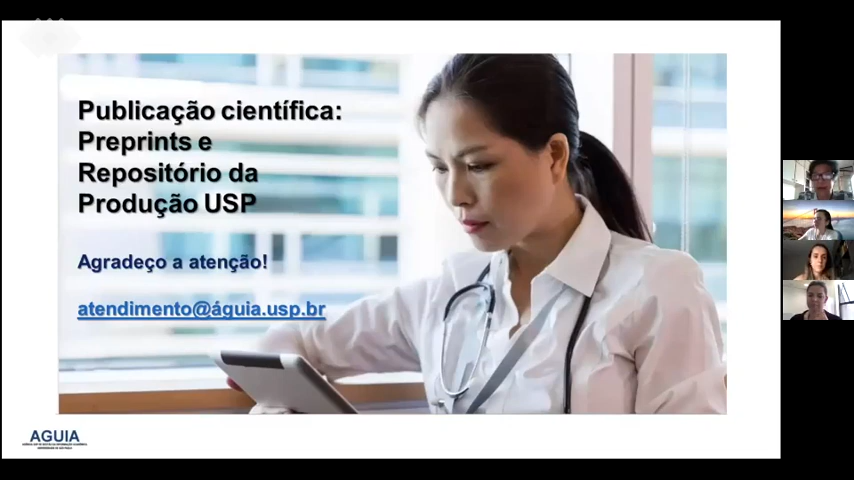 Publicação científica:
Preprints e
Repositório da
Produção USP
Agradeço a atenção!
atendimento@águia.usp.br
AGUIA